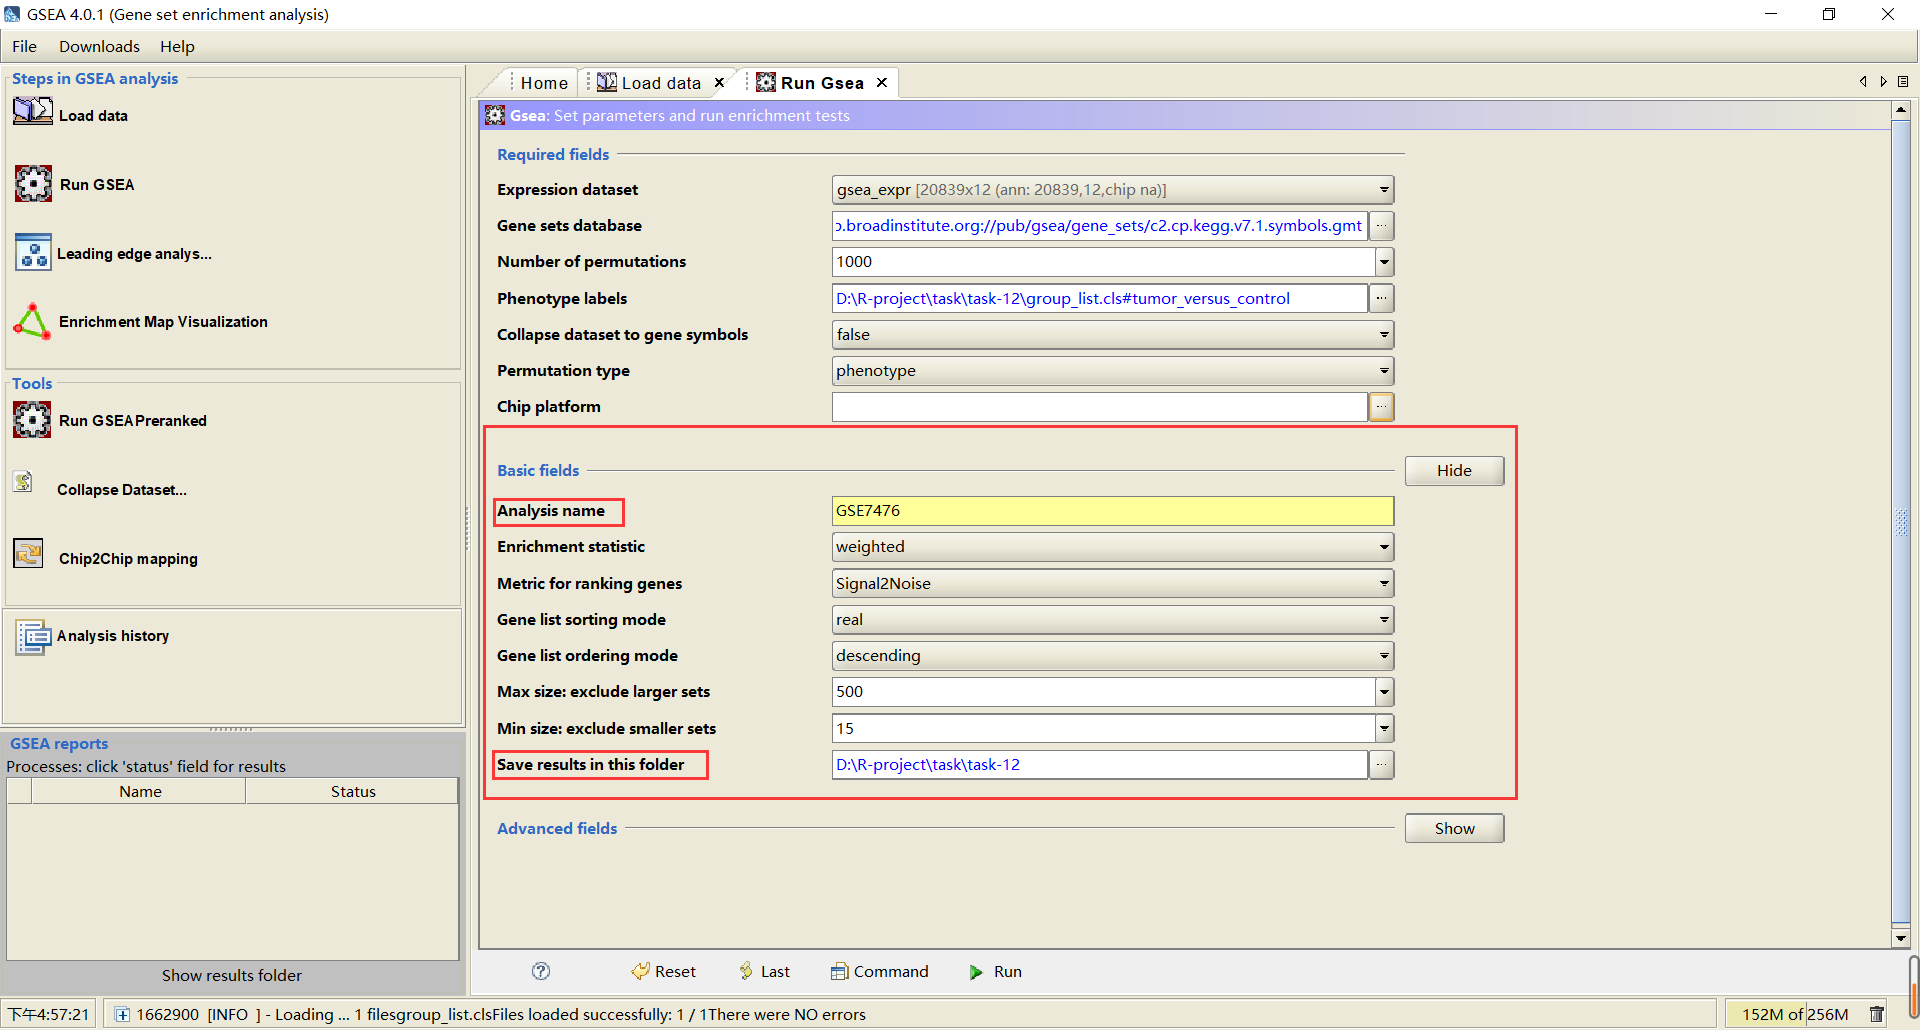 GSEA 4.0.1 (Gene set enrichment analysis)
File Downloads Help
Steps in GSEA analysis
Load data
Run GSEA
Leading edge analys...
Enrichment Map Visualization
Tools
Run GSEAPreranked
Collapse Dataset...
Chip2Chip mapping
Analysis history
GSEA reports
Processes: click 'status' field for results
Name Status
Show results folder
Home Load data Run Gsea
Gsea: Set parameters and run enrichment tests
Required fields
Expression dataset gsea_expr [20839x12 (ann: 20839,12,chip na)]
Gene sets database o.broadinstitute.org://pub/gsea/gene_sets/c2.cp.kegg.v7.1.symbols.gmt ...
Number of permutations 1000
Phenotype labels D:\R-project\task\task-12\group_list.cls#tumor_versus_control ...
Collapse dataset to gene symbols false
Permutation type phenotype
Chip platform ...
Basic fields Hide
Analysis name GSE7476
Enrichment statistic weighted
Metric for ranking genes Signal2Noise
Gene list sorting mode real
Gene list ordering mode descending
Max size: exclude larger sets 500
Min size: exclude smaller sets 15
Save results in this folder D:\R-project\task\task-12 ...
Advanced fields Show
? Reset Last Command Run
下午4:57:21 1662900 [INFO ] - Loading ... 1 filesgroup_list.clsFiles loaded successfully: 1 / 1There were NO errors 152M of 256M